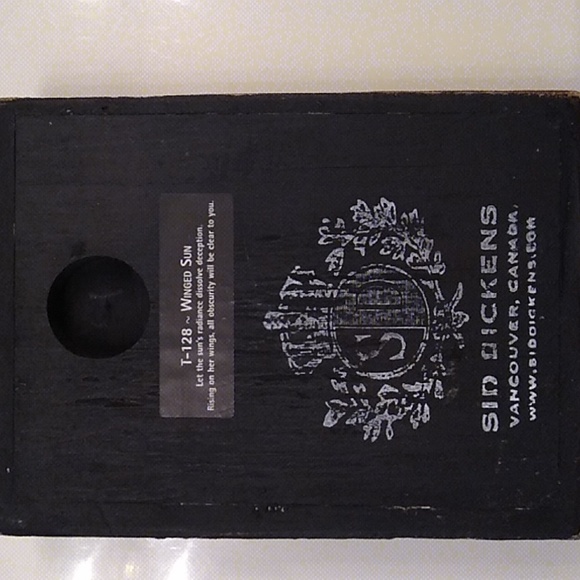 T-128 ~ WINGED SUN
Let the sun's radiance dissolve deception.
Rising on her wings, all obscurity will be clear to you.
S
SID DICKENS
VANCOUVER, CANADA,
WWW.SIDDICKENS.COM